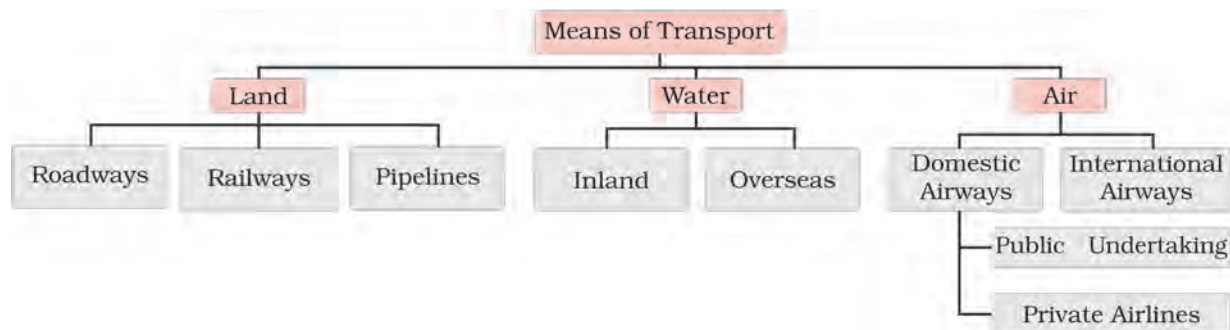 Means of Transport
Land
Water
Air
Roadways
Railways
Pipelines
Inland
Overseas
Domestic
Airways
International
Airways
Public Undertaking
Private Airlines